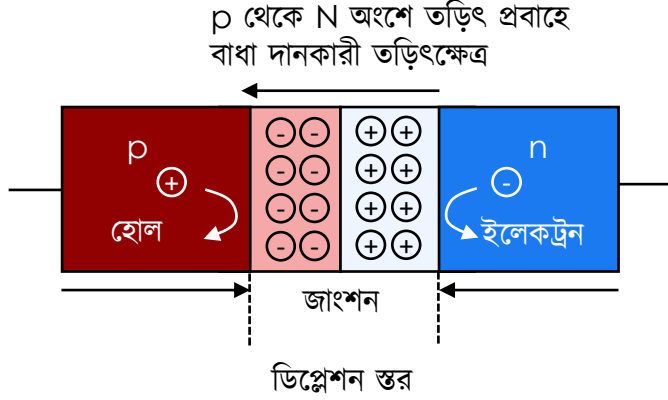 p থেকে N অংশে তড়িৎ প্রবাহে
বাধা দানকারী তড়িৎক্ষেত্র
p
n
- - + +
+
- - + +
-
- - + +
হোল
ইলেকট্রন
- - + +
জাংশন
ডিপ্লেশন স্তর